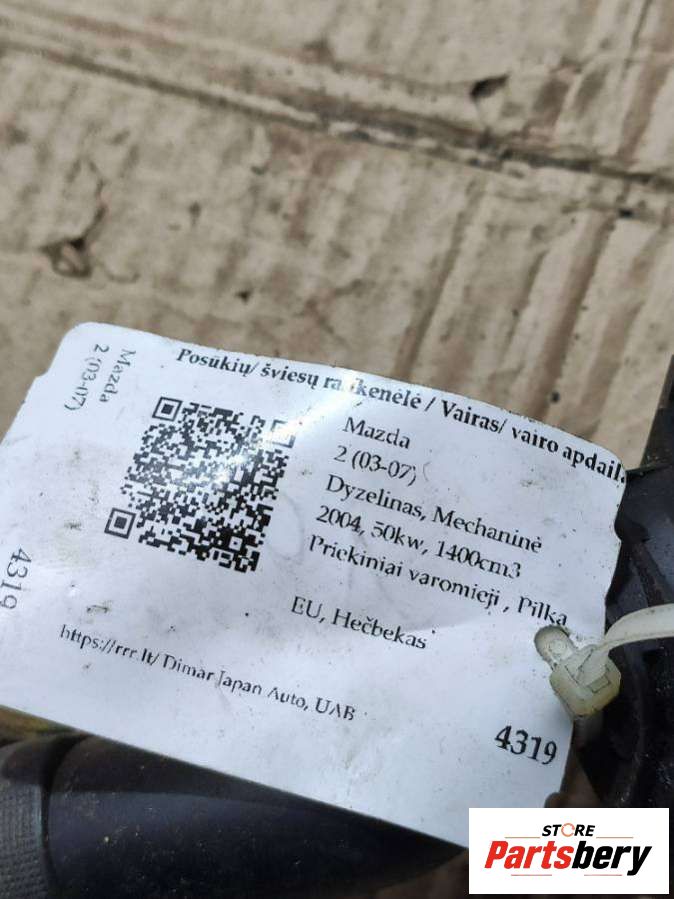 Mazda
2 (03-07)
Posūkių/ šviesų rankenėlė / Vairas/ vairo apdaila
Mazda
2 (03-07)
Dyzelinas, Mechaninė
2004, 50kw, 1400cm3
Priekiniai varomieji , Pilka
EU, Hečbekas
4319
https://rrr.lt/ Dimar Japan Auto, UAB
4319
STORE
Partsbery